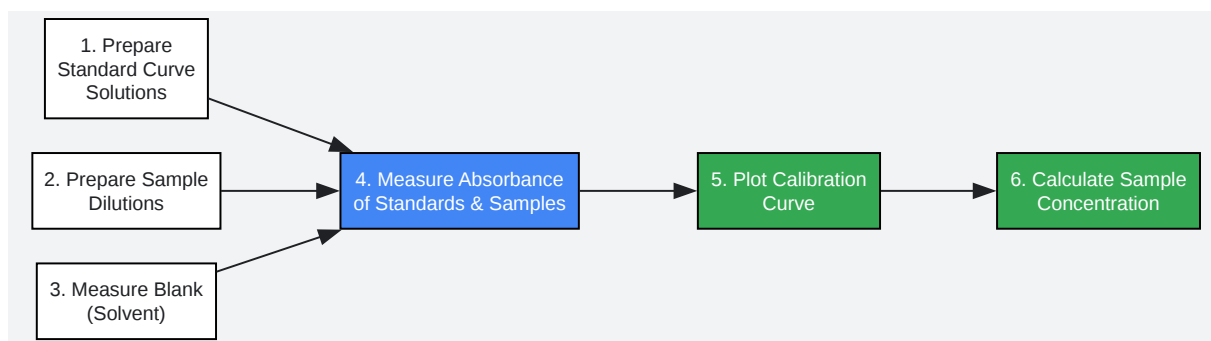 1. Prepare
Standard Curve
Solutions
2. Prepare Sample
Dilutions
3. Measure Blank
(Solvent)
4. Measure Absorbance
of Standards & Samples
5. Plot Calibration
Curve
6. Calculate Sample
Concentration